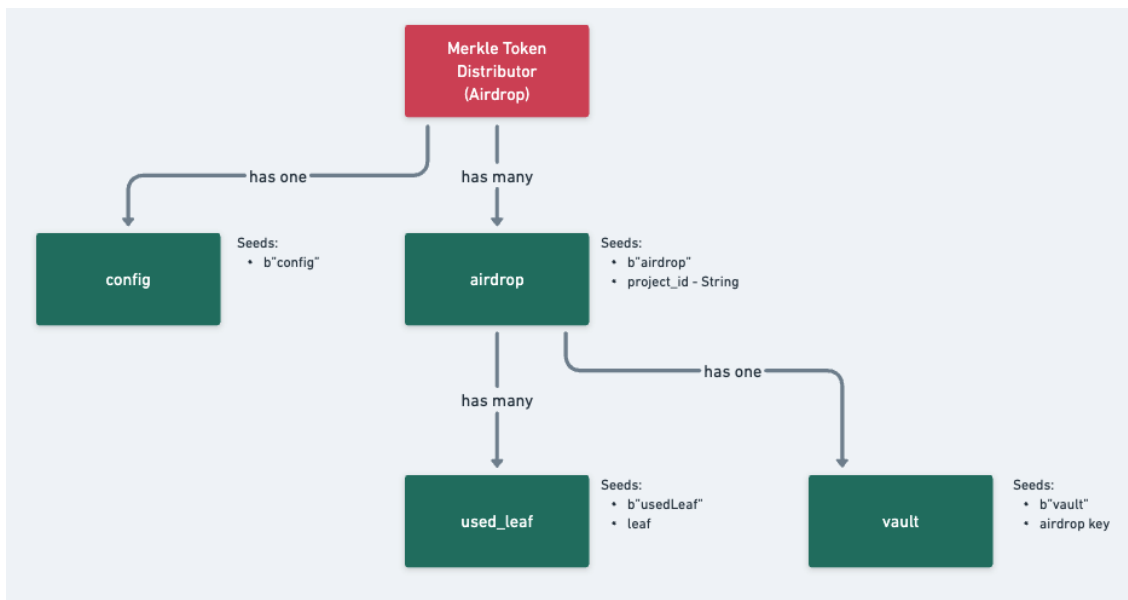 Merkle Token
Distributor
(Airdrop)
has one
has many
config
Seeds:
• b"config"
airdrop
Seeds:
• b"airdrop"
• project_id - String
has many
has one
used_leaf
Seeds:
• b"usedLeaf"
• leaf
vault
Seeds:
• b"vault"
• airdrop key